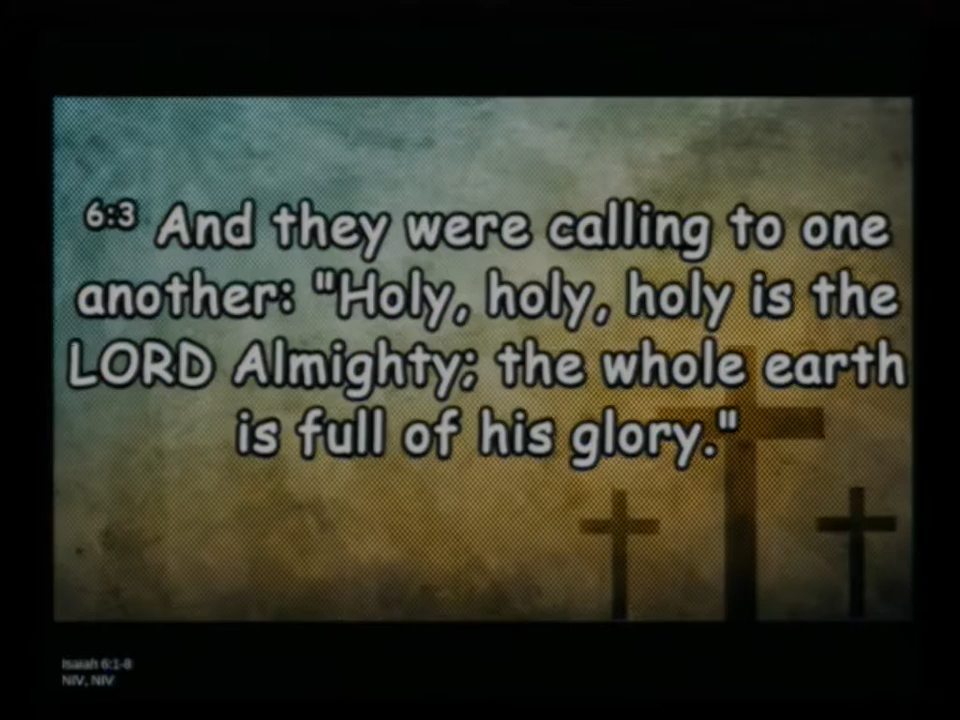 6:3 And they were calling to one
another: "Holy, holy, holy is the
LORD Almighty; the whole earth
is full of his glory."
Isaiah 6:1-8
NIV, NIV